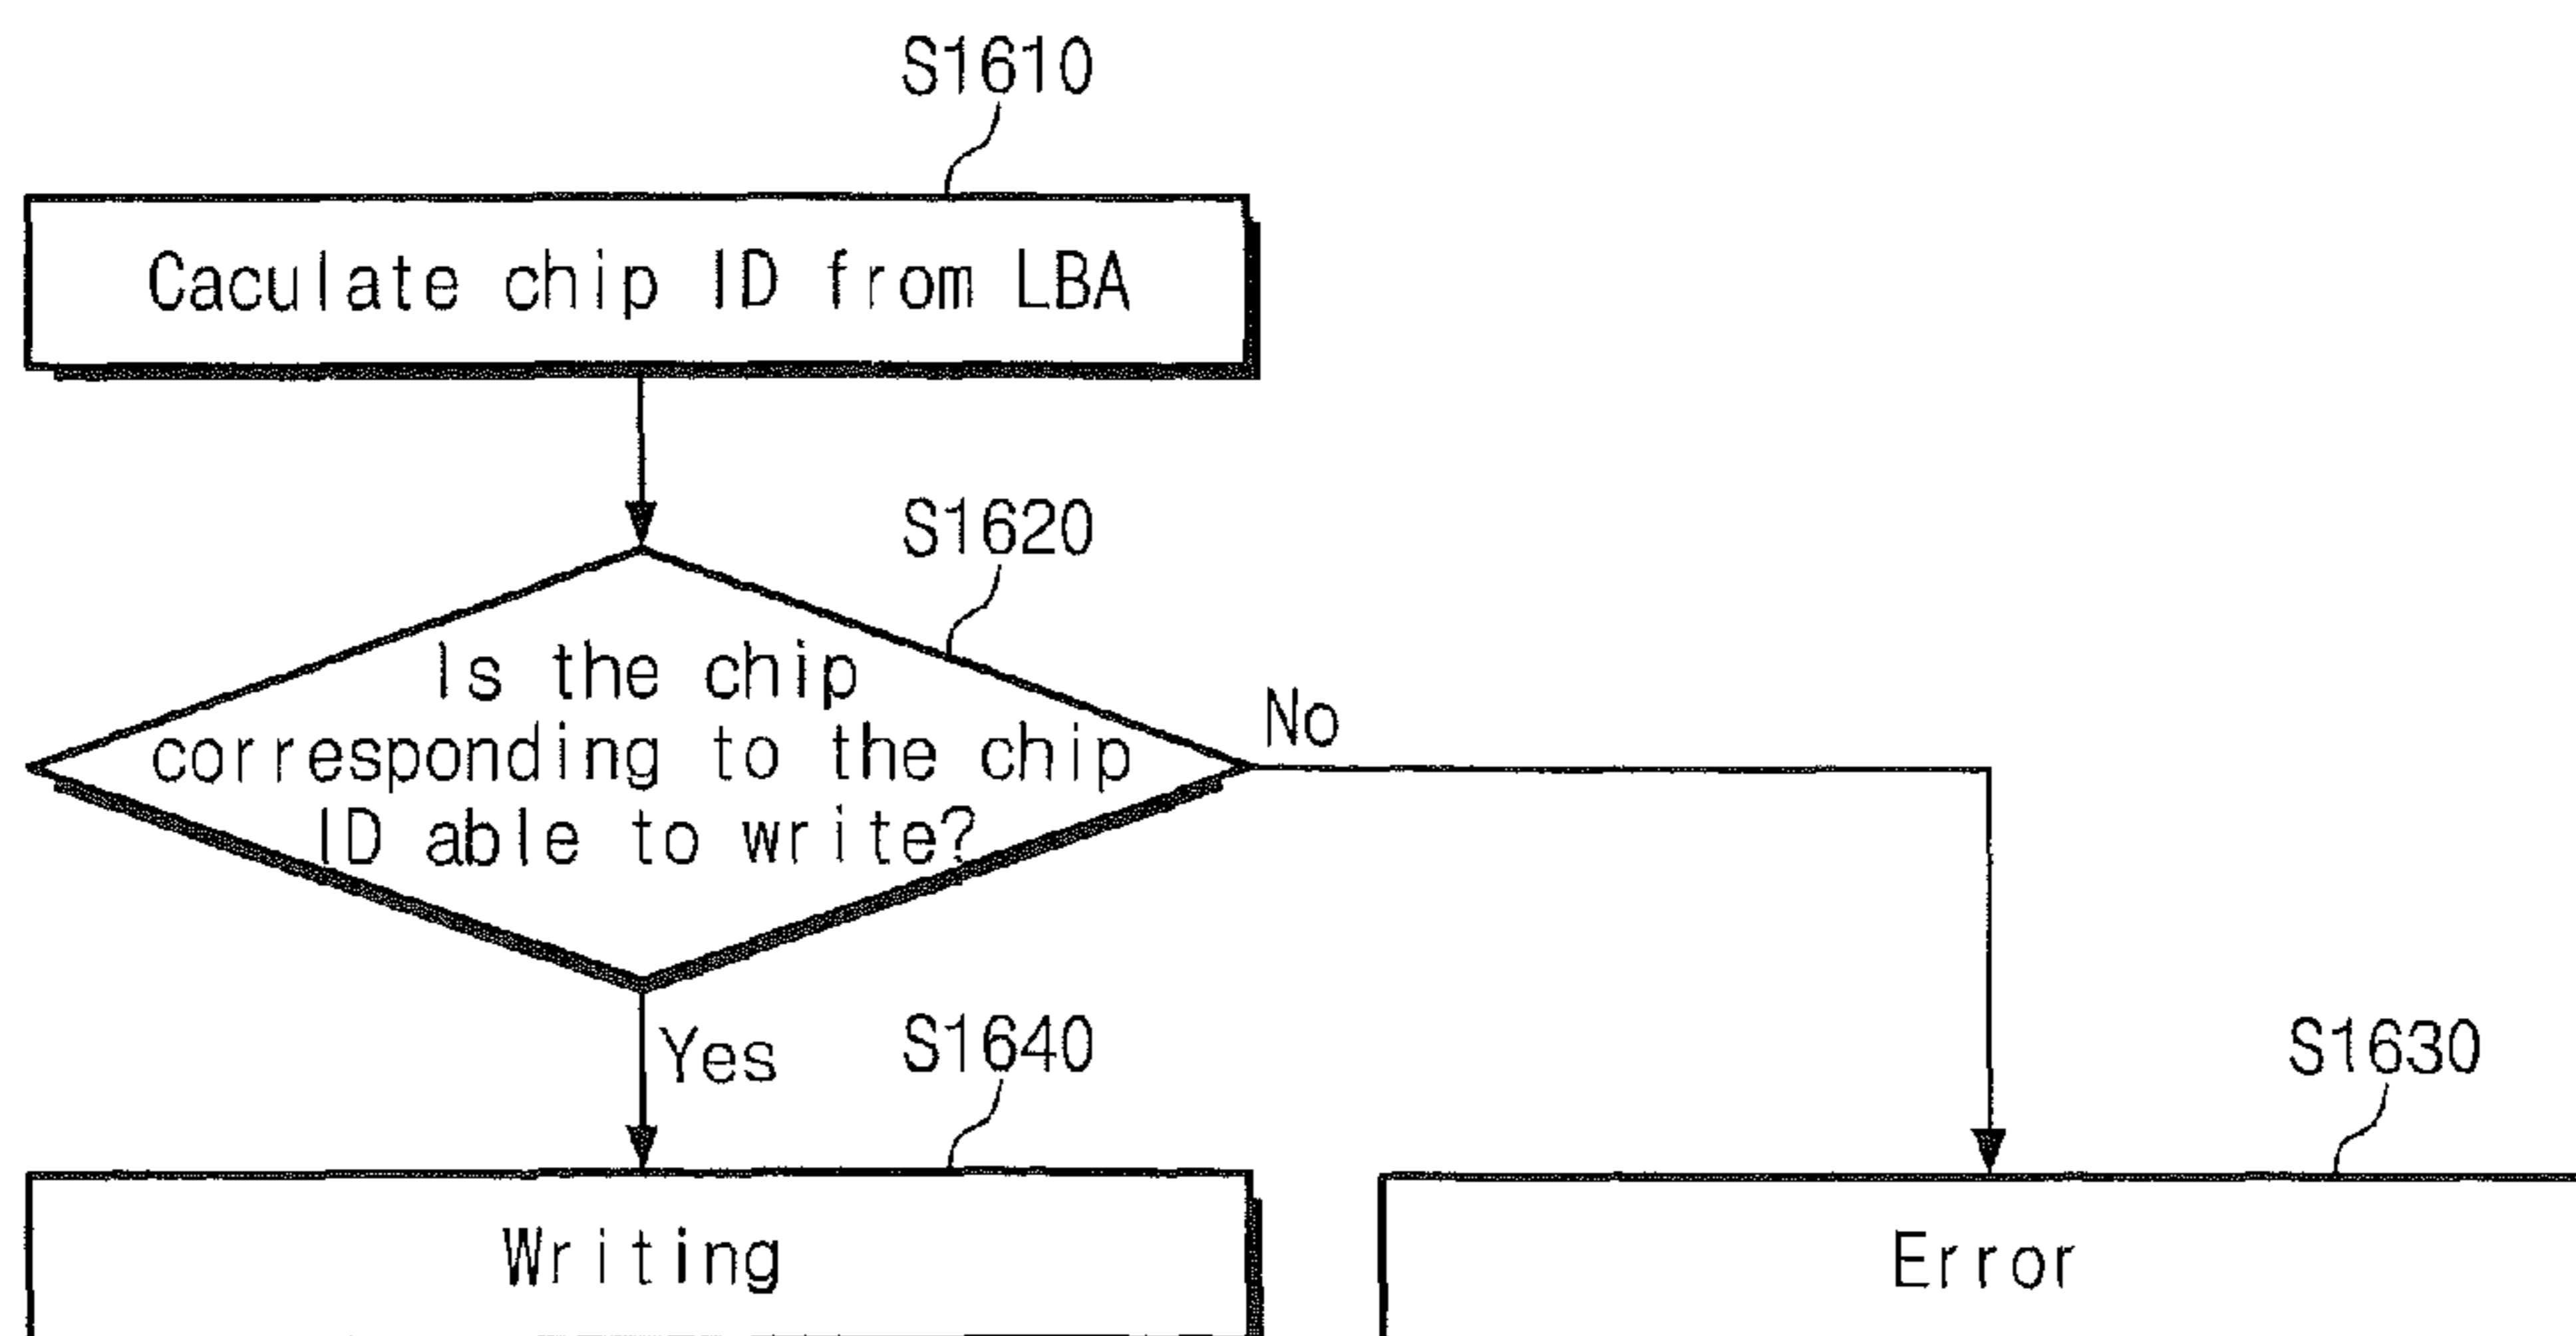 S1610
Caculate chip ID from LBA
S1620
Is the chip
corresponding to the chip
ID able to write?
No
Yes
S1640
S1630
Writing
Error